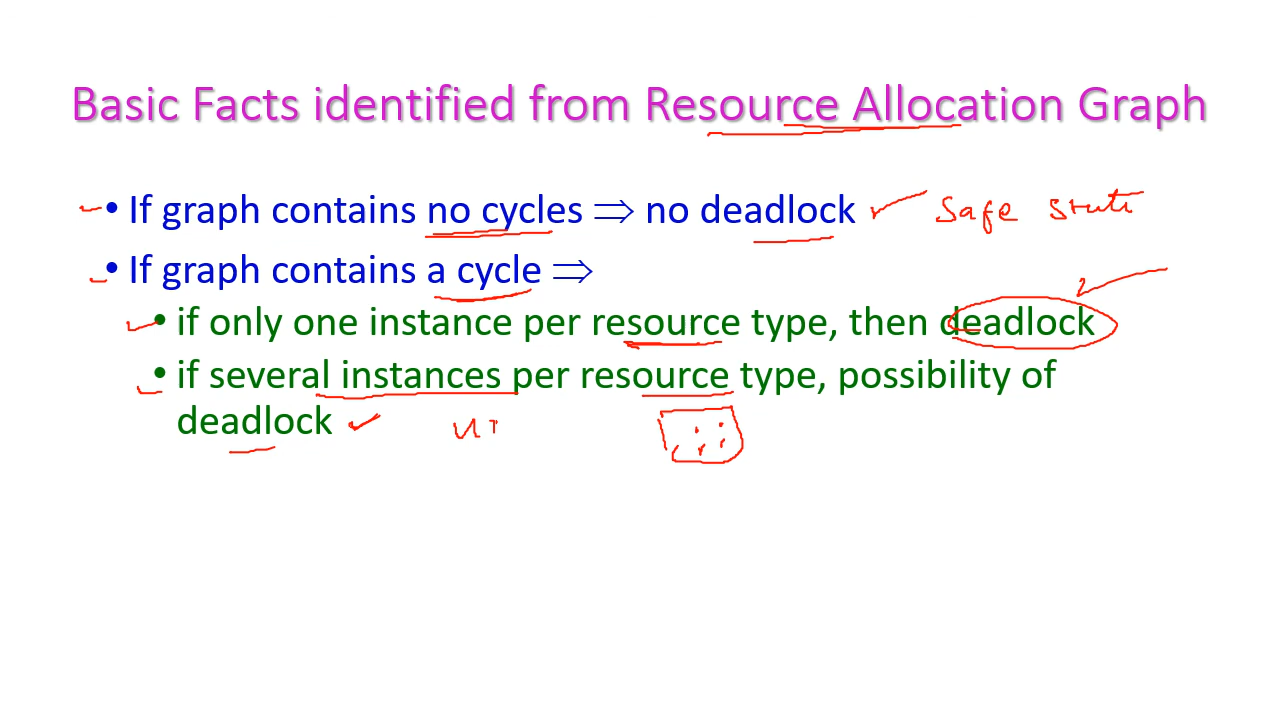 Basic Facts identified from Resource Allocation Graph
• If graph contains no cycles ⇒ no deadlock Safe state
• If graph contains a cycle ⇒
• if only one instance per resource type, then deadlock
• if several instances per resource type, possibility of
deadlock